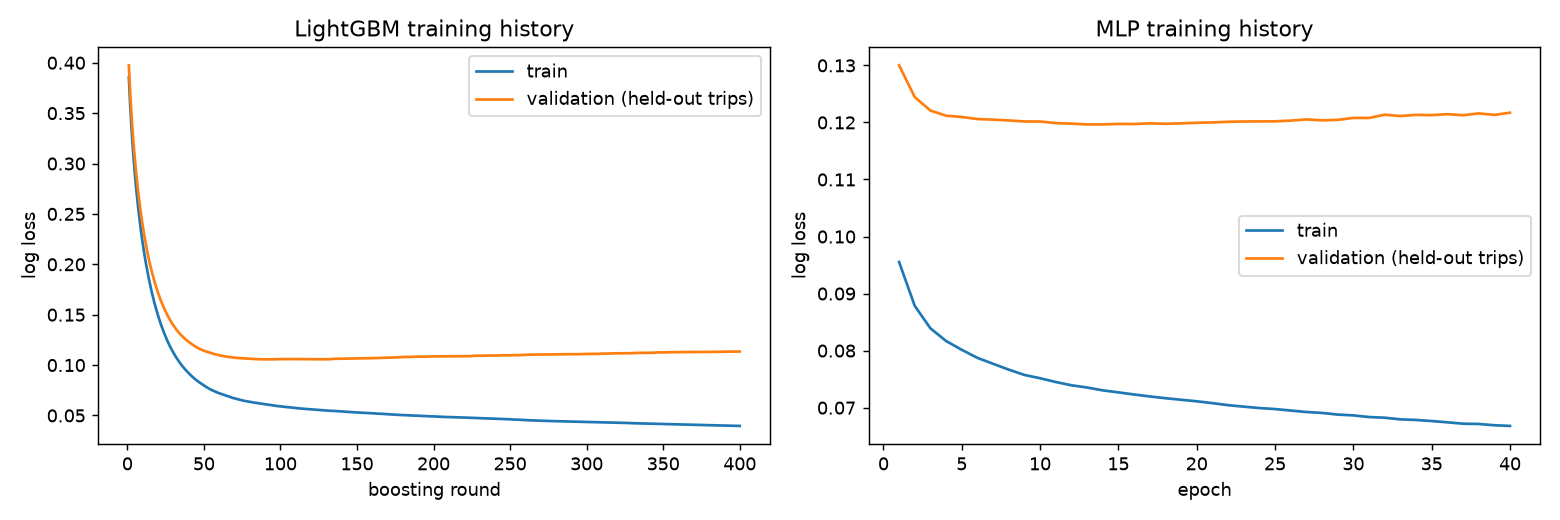 LightGBM training history
0.40
0.35
0.30
0.25
0.20
0.15
0.10
0.05
log loss
train
validation (held-out trips)
0 50 100 150 200 250 300 350 400
boosting round
MLP training history
0.13
0.12
0.11
0.10
0.09
0.08
0.07
log loss
train
validation (held-out trips)
0 5 10 15 20 25 30 35 40
epoch